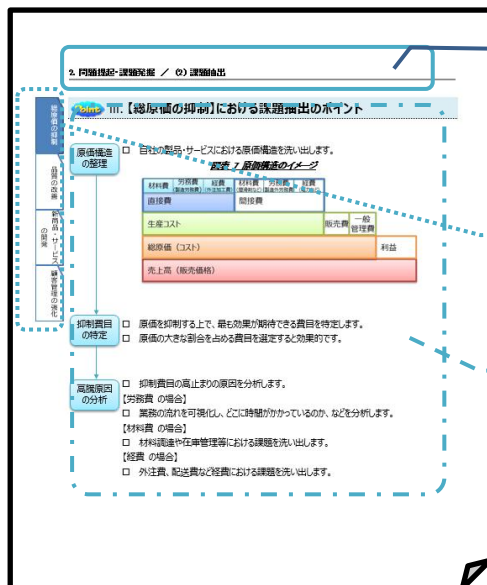 2. 問題提起・課題発掘 ／ (2) 課題抽出
Point III.【総原価の抑制】における課題抽出のポイント
総原価の抑制
品質の改善
新商品・サービスの開発
顧客管理の強化
原価構造の整理
□ 自社の製品・サービスにおける原価構造を洗い出します。
図表 7 原価構造のイメージ
材料費 労務費 経費 材料費 労務費 経費
直接費 間接費
生産コスト 販売費 一般管理費
総原価（コスト） 利益
売上高（販売価格）
抑制費目の特定
□ 原価を抑制する上で、最も効果が期待できる費目を特定します。
□ 原価の大きな割合を占める費目を選定すると効果的です。
高騰原因の分析
□ 抑制費目の高止まりの原因を分析します。
【労務費 の場合】
□ 業務の流れを可視化し、どこに時間がかかっているのか、などを分析します。
【材料費 の場合】
□ 材料調達や在庫管理等における課題を洗い出します。
【経費 の場合】
□ 外注費、配送費など経費における課題を洗い出します。